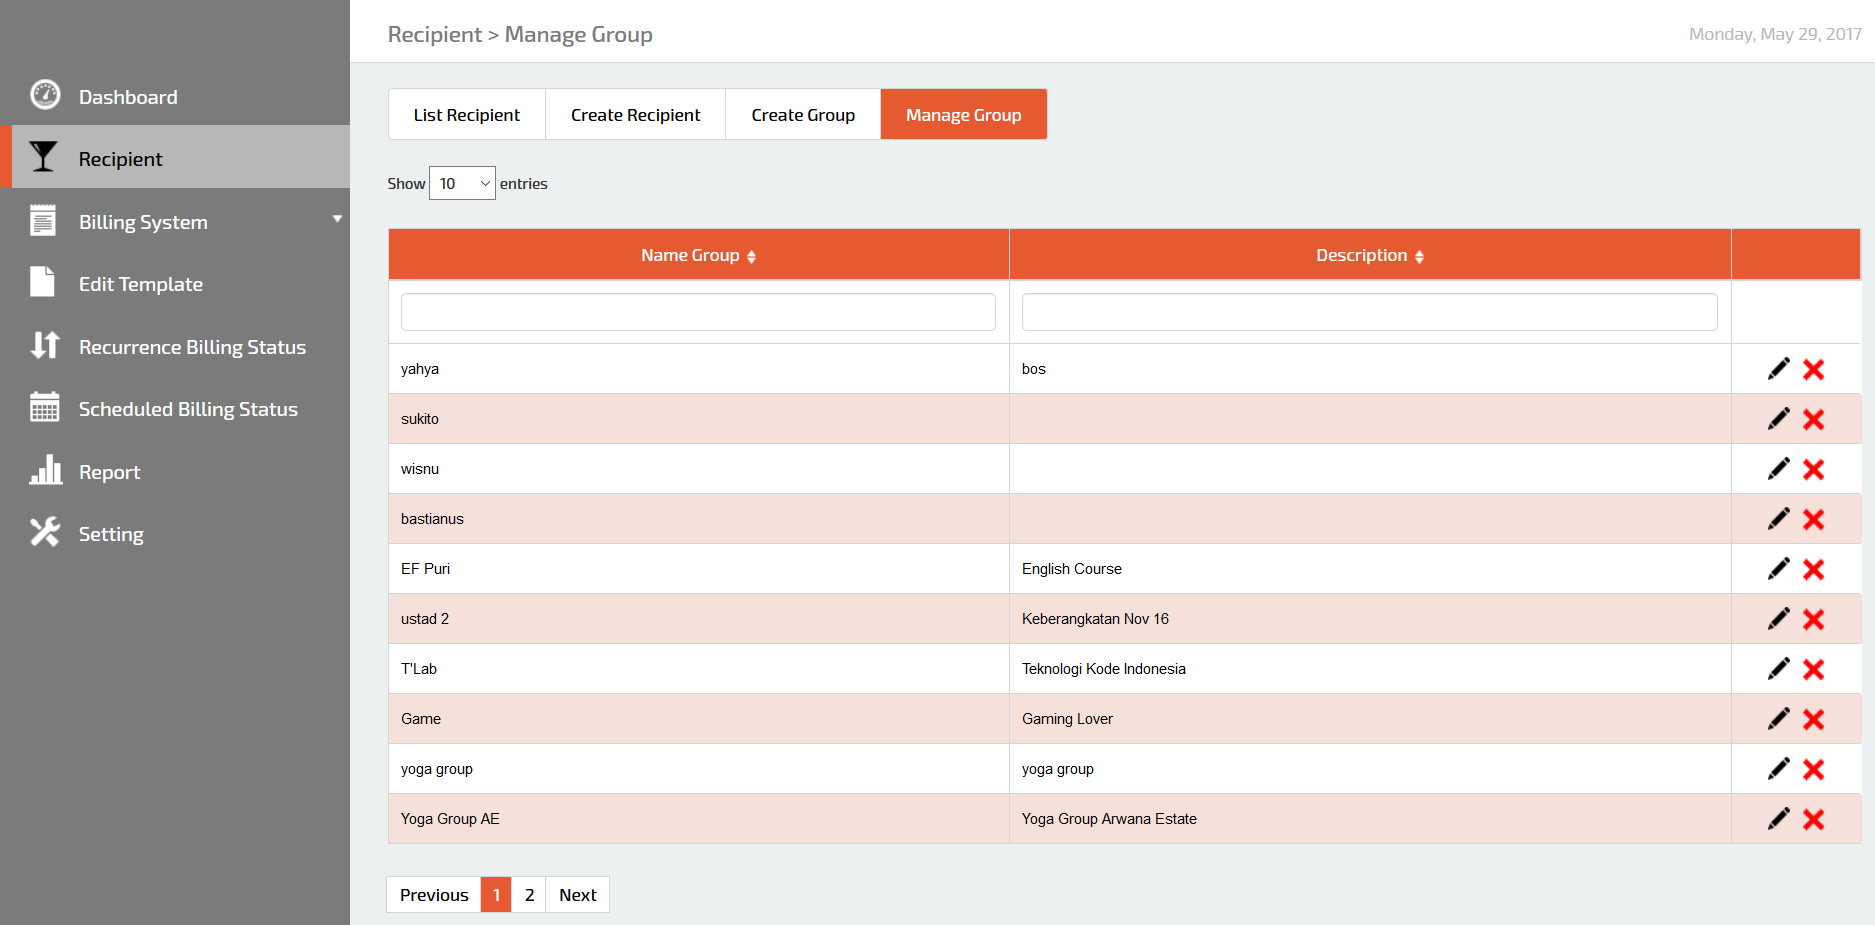 Recipient > Manage Group
Monday, May 29, 2017
Dashboard
Recipient
Billing System
Edit Template
Recurrence Billing Status
Scheduled Billing Status
Report
Setting
List Recipient
Create Recipient
Create Group
Manage Group
Show 10 entries
Name Group
Description
yahya
bos
sukito
wisnu
bastianus
EF Puri
English Course
ustad 2
Keberangkatan Nov 16
T'Lab
Teknologi Kode Indonesia
Game
Gaming Lover
yoga group
yoga group
Yoga Group AE
Yoga Group Arwana Estate
Previous 1 2 Next